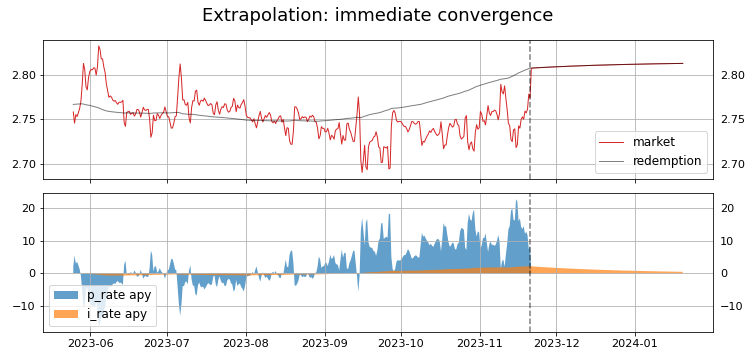 Extrapolation: immediate convergence
2.80 2.80
2.75 2.75
2.70 2.70
market
redemption
20 20
10 10
0 0
−10 −10
p_rate apy
i_rate apy
2023-06 2023-07 2023-08 2023-09 2023-10 2023-11 2023-12 2024-01